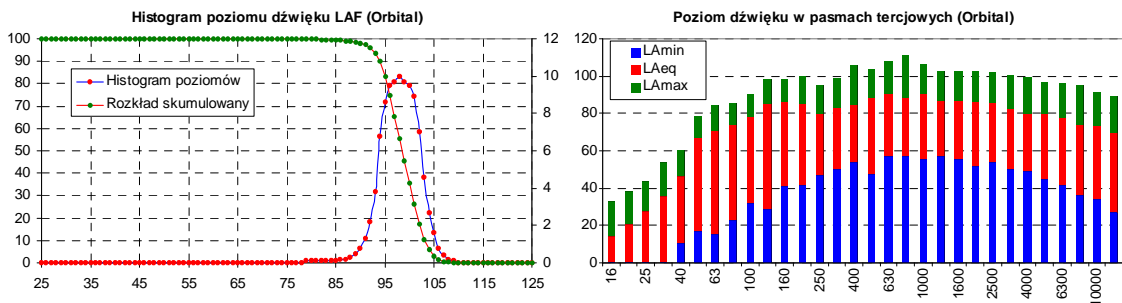 Histogram poziomu dźwięku LAF (Orbital)
100
90
80
70
60
50
40
30
20
10
0
12
10
8
6
4
2
0
Histogram poziomów
Rozkład skumulowany
25 35 45 55 65 75 85 95 105 115 125
Poziom dźwięku w pasmach tercjowych (Orbital)
120
100
80
60
40
20
0
LAmin
LAeq
LAmax
16 25 40 63 100 160 250 400 630 1000 1600 2500 4000 6300 10000